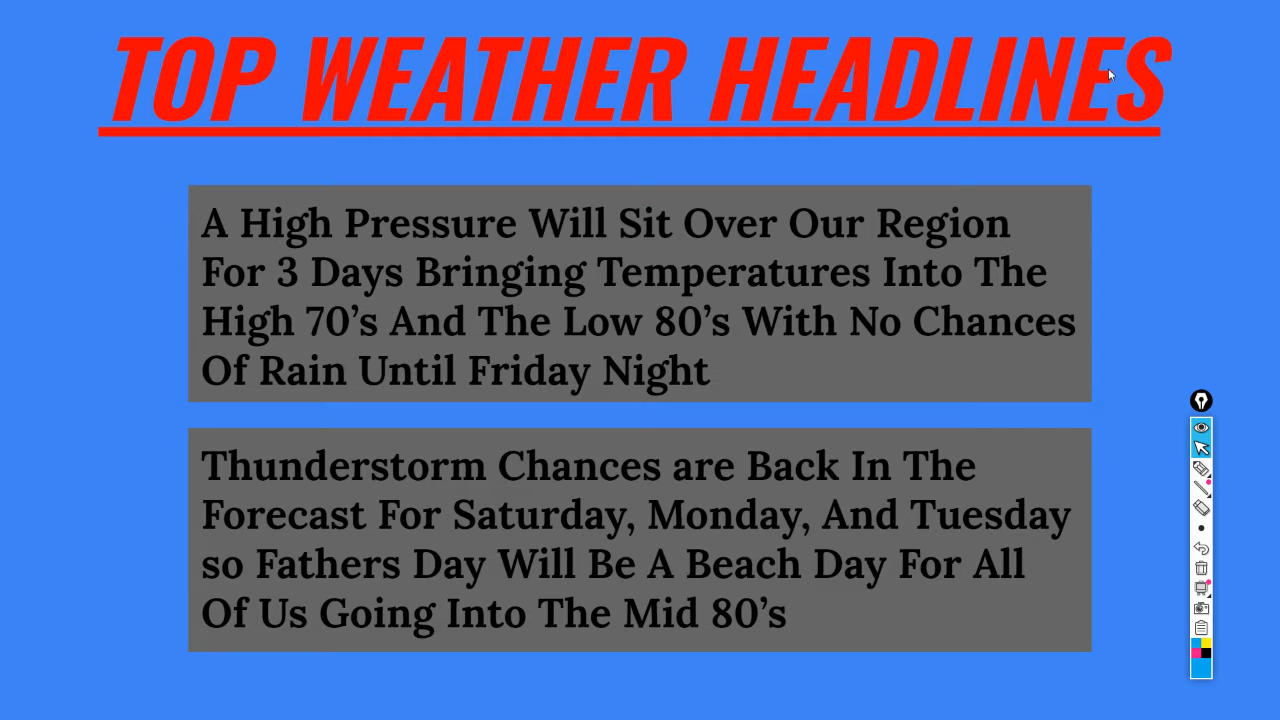 TOP WEATHER HEADLINES
A High Pressure Will Sit Over Our Region
For 3 Days Bringing Temperatures Into The
High 70’s And The Low 80’s With No Chances
Of Rain Until Friday Night
Thunderstorm Chances are Back In The
Forecast For Saturday, Monday, And Tuesday
so Fathers Day Will Be A Beach Day For All
Of Us Going Into The Mid 80’s